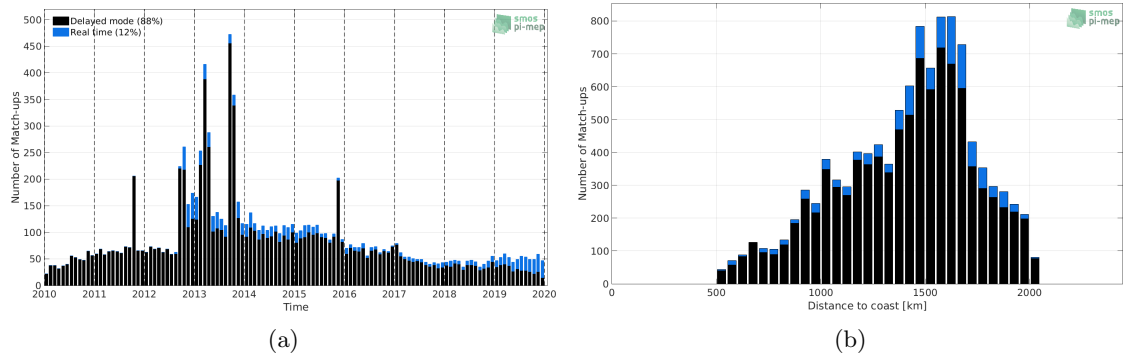 500
450
400
350
300
250
200
150
100
50
0
Number of Match-ups
Delayed mode (88%)
Real time (12%)
smos
pi-mep
2010 2011 2012 2013 2014 2015 2016 2017 2018 2019 2020
Time
(a)
800
700
600
500
400
300
200
100
0
Number of Match-ups
smos
pi-mep
0 500 1000 1500 2000
Distance to coast [km]
(b)